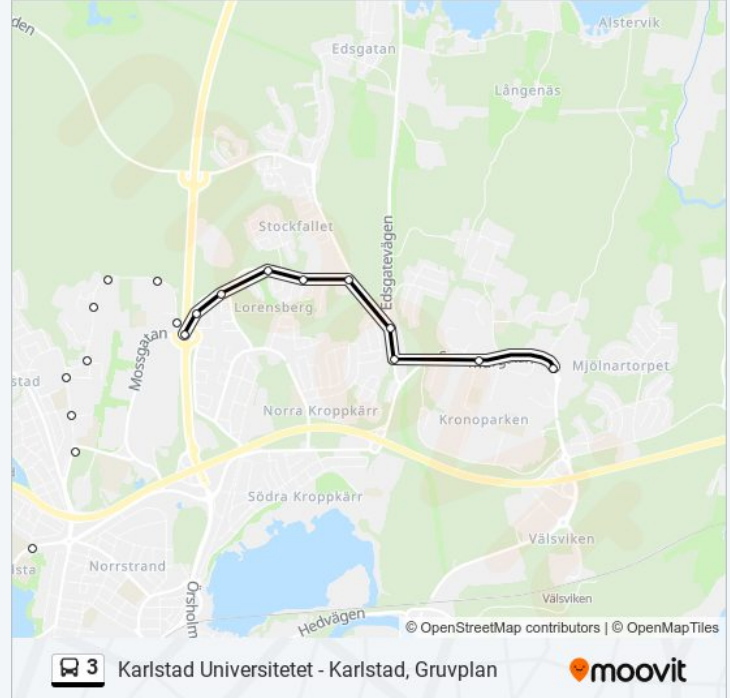 den
Alstervik
Edsgatan
Långenäs
Edsgatevägen
Stockfallet
Lorensberg
Mossgatan
Mjölnartorpet
stad
Norra Kroppkärr
Kronoparken
Södra Kroppkärr
Välsviken
Norrstrand
sta
Välsviken
Örsholm
Hedvägen
© OpenStreetMap contributors | © OpenMapTiles
3 Karlstad Universitetet - Karlstad, Gruvplan
moovit